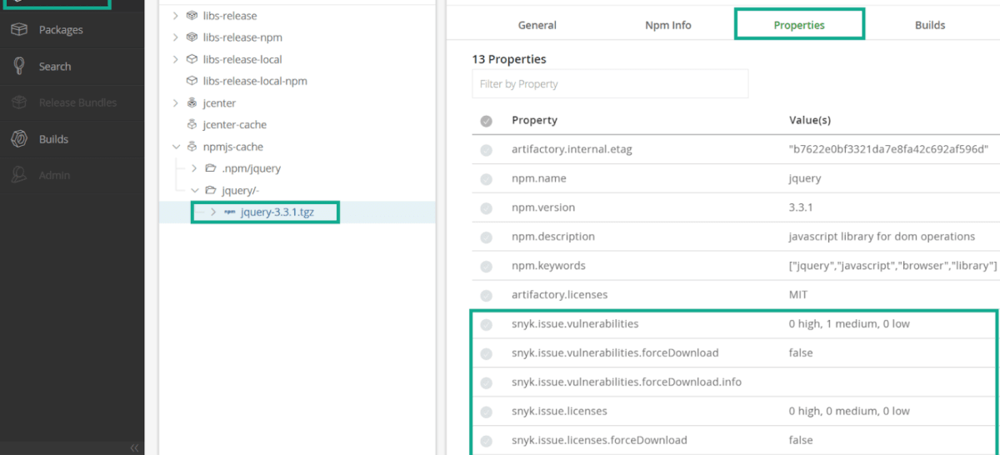 Packages
Search
Release Bundles
Builds
Admin
«
libs-release
libs-release-npm
libs-release-local
libs-release-local-npm
jcenter
jcenter-cache
npmjs-cache
.npm/jquery
jquery/-
npm jquery-3.3.1.tgz
General Npm Info Properties Builds
13 Properties
Filter by Property
Property Value(s)
artifactory.internal.etag "b7622e0bf3321da7e8fa42c692af596d"
npm.name jquery
npm.version 3.3.1
npm.description javascript library for dom operations
npm.keywords ["jquery","javascript","browser","library"]
artifactory.licenses MIT
snyk.issue.vulnerabilities 0 high, 1 medium, 0 low
snyk.issue.vulnerabilities.forceDownload false
snyk.issue.vulnerabilities.forceDownload.info
snyk.issue.licenses 0 high, 0 medium, 0 low
snyk.issue.licenses.forceDownload false